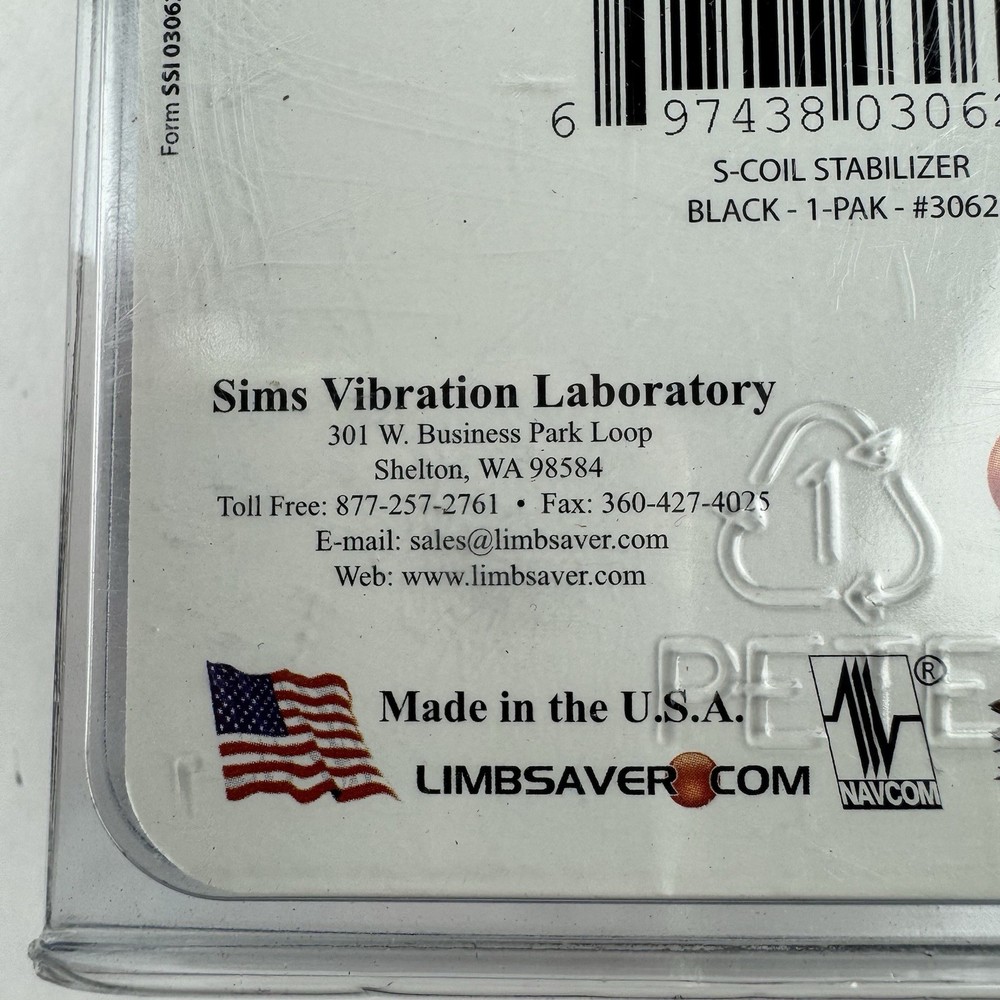 Form SSI 0306
6 97438 03062
S-COIL STABILIZER
BLACK - 1-PAK - #3062
Sims Vibration Laboratory
301 W. Business Park Loop
Shelton, WA 98584
Toll Free: 877-257-2761 • Fax: 360-427-4025
E-mail: sales@limbsaver.com
Web: www.limbsaver.com
1
PETE
Made in the U.S.A.
LIMBSAVER.COM
NAVCOM®